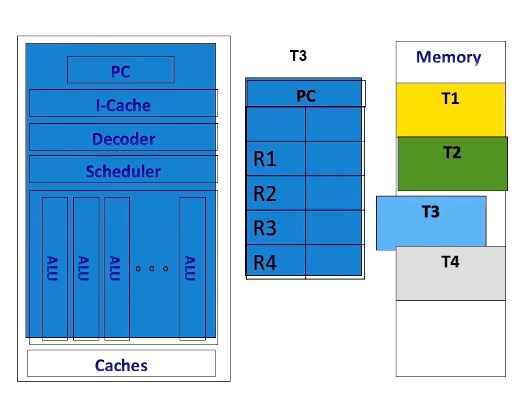 PC
I-Cache
Decoder
Scheduler
ALU
ALU
ALU
ALU
Caches
T3
PC
R1
R2
R3
R4
Memory
T1
T2
T3
T4